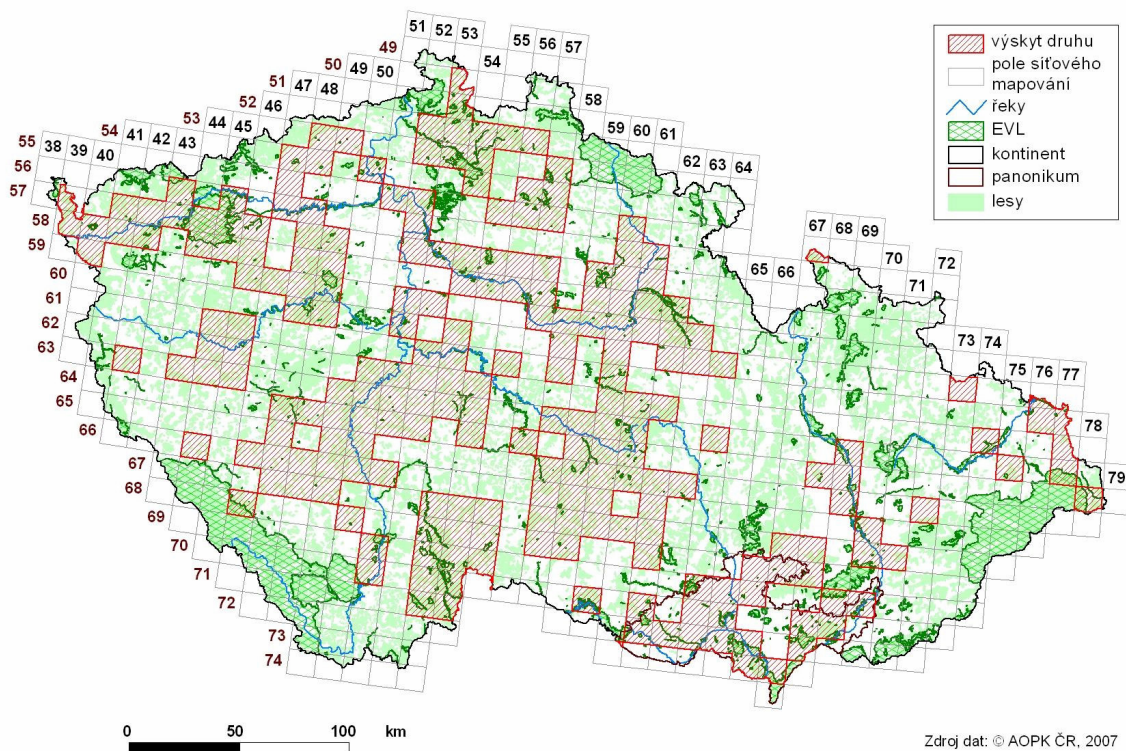 51 52 53 55 56 57
49 54
50 49 50 58
51 47 48
52 46 59 60 61
53 44 45
54 41 42 43 62 63 64
55 38 39 40
56
57 67 68 69
58 65 66 70 71 72
59
60
61
62 73 74
63 75 76 77
64
65 78
66
67 79
68
69
70
71
72
73
74
výskyt druhu
pole síťového
mapování
řeky
EVL
kontinent
panonikum
lesy
0 50 100 km
Zdroj dat: © AOPK ČR, 2007